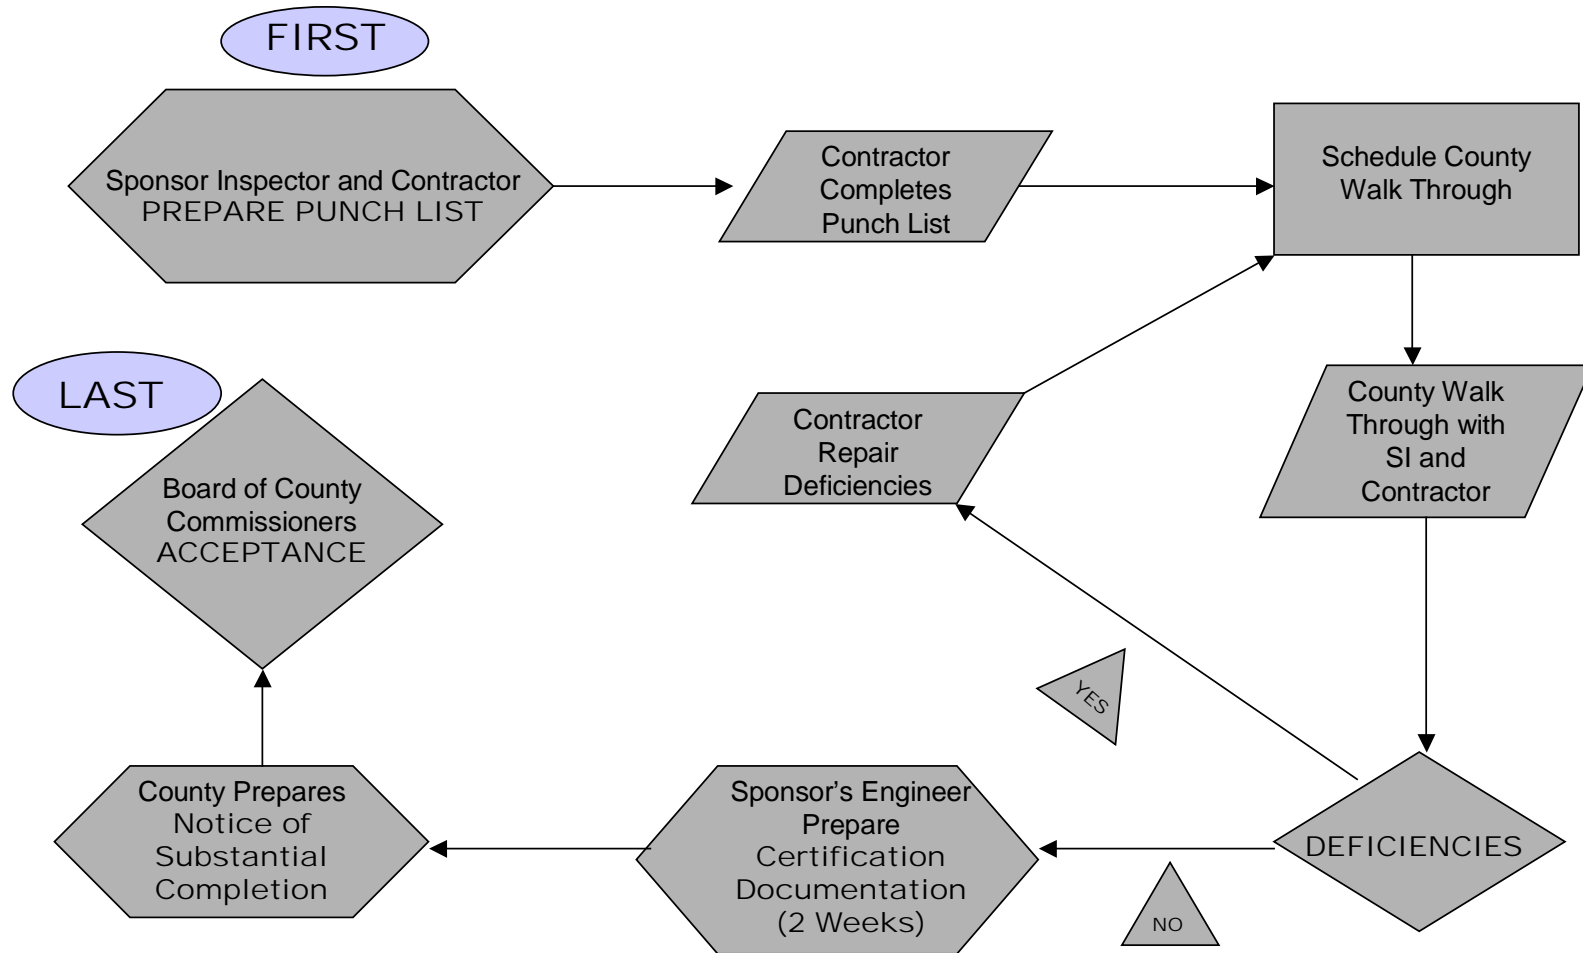 FIRST
Sponsor Inspector and Contractor
PREPARE PUNCH LIST
Contractor
Completes
Punch List
Schedule County
Walk Through
County Walk
Through with
SI and
Contractor
DEFICIENCIES
YES
Contractor
Repair
Deficiencies
NO
Sponsor’s Engineer
Prepare
Certification
Documentation
(2 Weeks)
County Prepares
Notice of
Substantial
Completion
LAST
Board of County
Commissioners
ACCEPTANCE